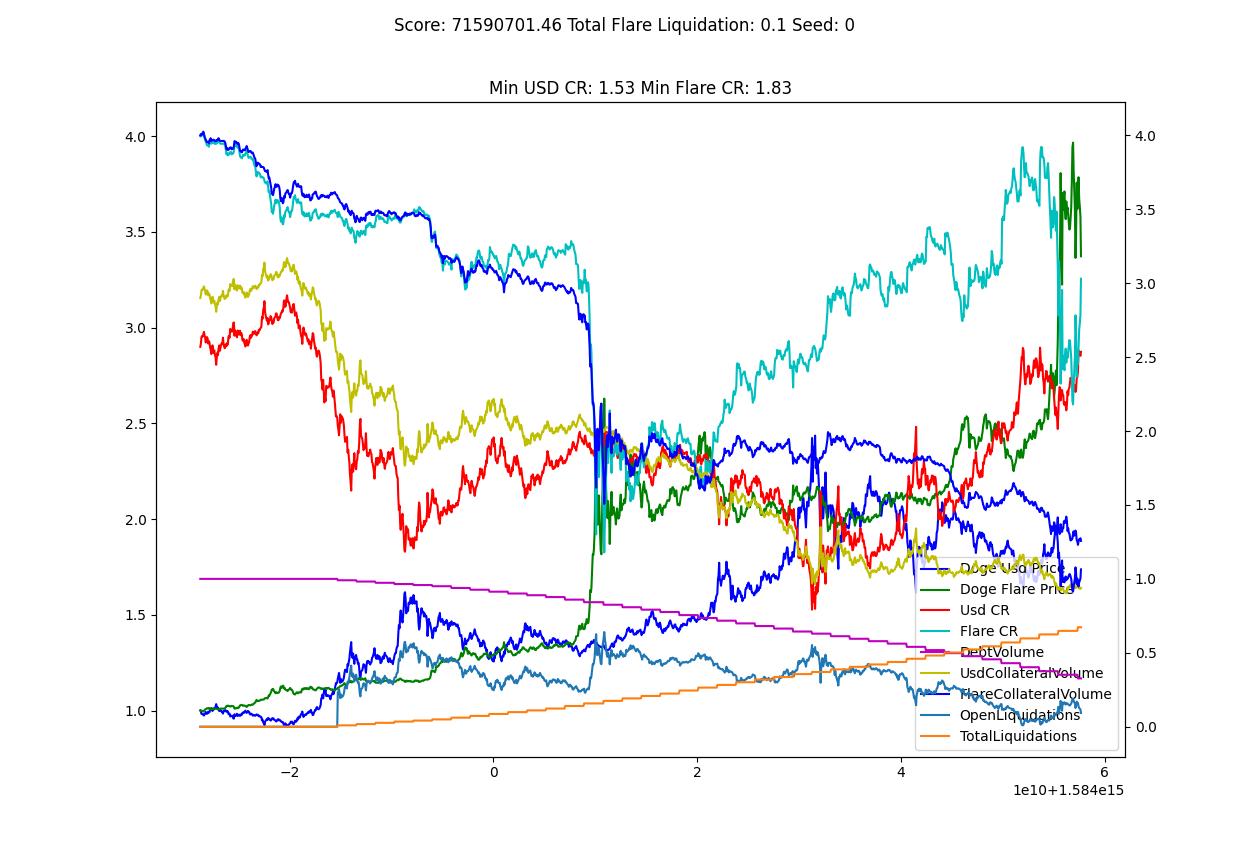 Score: 71590701.46 Total Flare Liquidation: 0.1 Seed: 0
Min USD CR: 1.53 Min Flare CR: 1.83
4.0
3.5
3.0
2.5
2.0
1.5
1.0
4.0
3.5
3.0
2.5
2.0
1.5
1.0
0.5
0.0
Doge Usd Price
Doge Flare Price
Usd CR
Flare CR
DebtVolume
UsdCollateralVolume
FlareCollateralVolume
OpenLiquidations
TotalLiquidations
−2 0 2 4 6
1e10+1.584e15